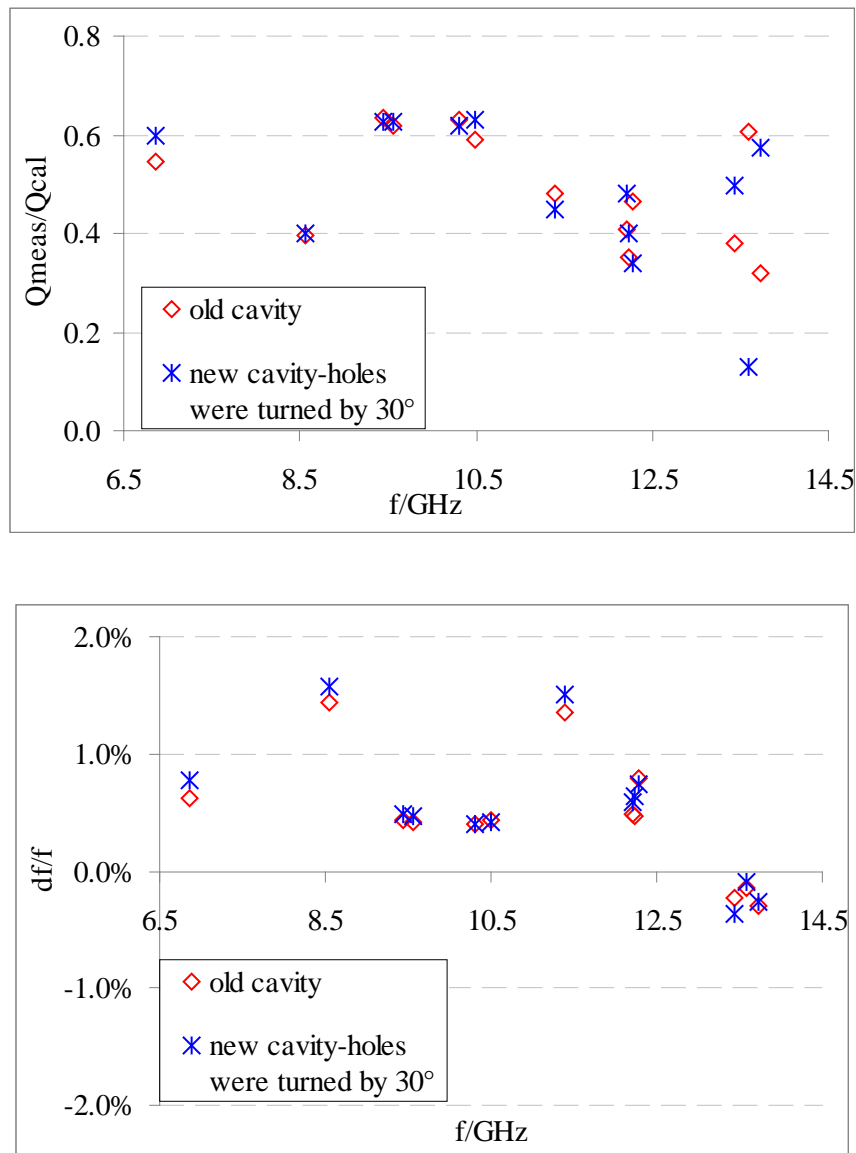 0.8
0.6
0.4
0.2
0.0
Qmeas/Qcal
old cavity
new cavity-holes
were turned by 30°
6.5 8.5 10.5 12.5 14.5
f/GHz
2.0%
1.0%
0.0%
-1.0%
-2.0%
df/f
6.5 8.5 10.5 12.5 14.5
old cavity
new cavity-holes
were turned by 30°
f/GHz